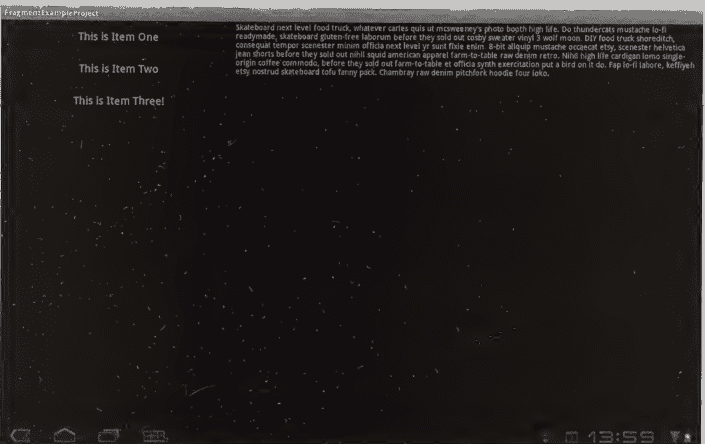 FragmentExampleProject
This is Item One
This is Item Two
This is Item Three!
Skateboard next level food truck, whatever carles quis ut mcsweeney's photo booth high life. Do thundercats mustache lo-fi
readymade, skateboard gluten-free laborum before they sold out cosby sweater vinyl 3 wolf moon. DIY food truck shoreditch,
consequat tempor scenester minim officia next level yr sunt fixie enim. 8-bit aliquip mustache occaecat etsy, scenester helvetica
jean shorts before they sold out nihil squid american apparel farm-to-table raw denim retro. Nihil high life cardigan lomo single-
origin coffee commodo, before they sold out farm-to-table et officia synth exercitation put a bird on it do. Fap lo-fi labore, keffiyeh
etsy nostrud skateboard tofu fanny pack. Chambray raw denim pitchfork hoodie four loko.
13:59